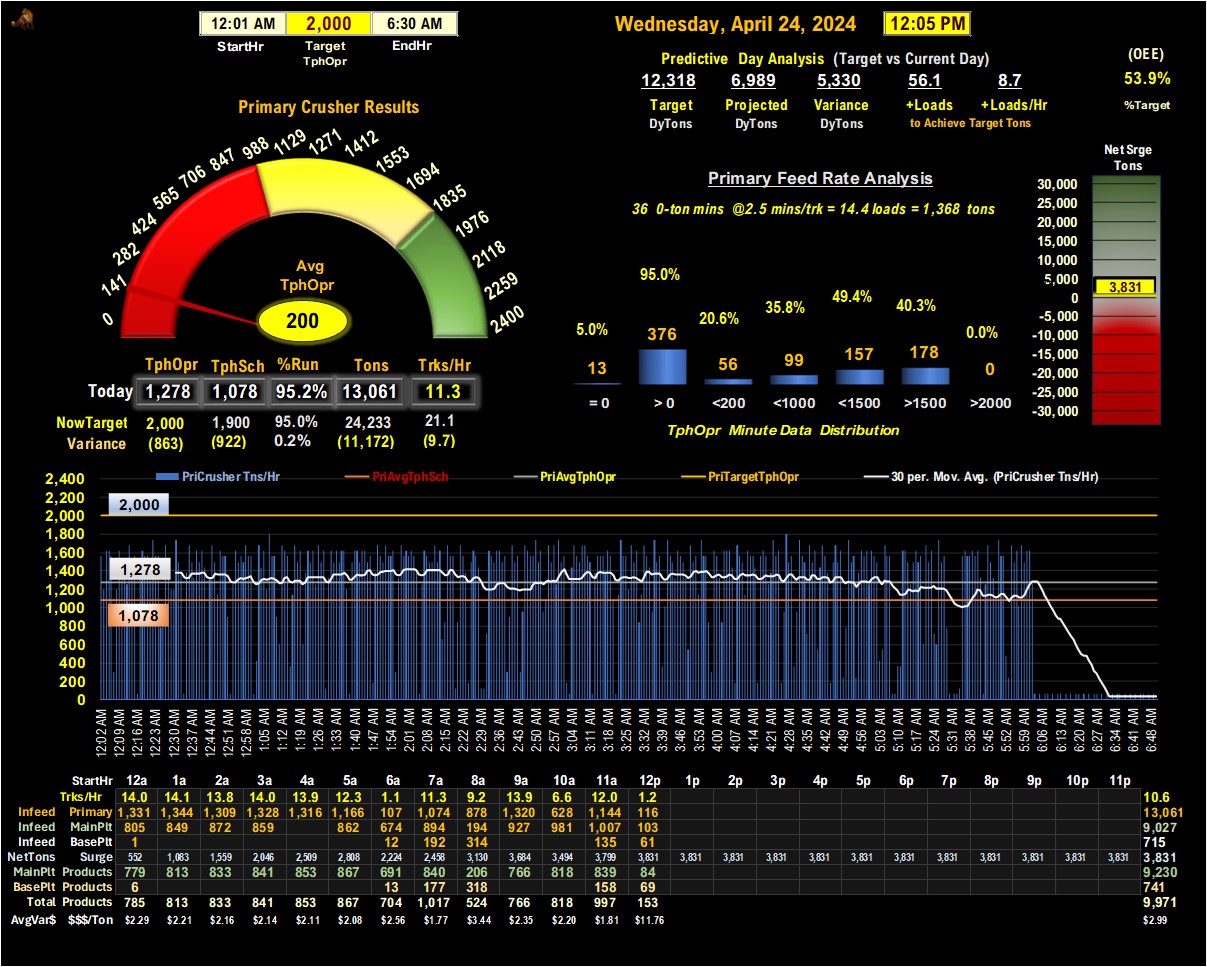 12:01 AM 2,000 6:30 AM
StartHr Target TphOpr EndHr
Wednesday, April 24, 2024 12:05 PM
Predictive Day Analysis (Target vs Current Day)
12,318 6,989 5,330 56.1 8.7
Target Projected Variance +Loads +Loads/Hr
DyTons DyTons DyTons to Achieve Target Tons
(OEE)
53.9%
%Target
Primary Crusher Results
0 141 282 424 565 706 847 988 1129 1271 1412 1553 1694 1835 1976 2118 2259 2400
Avg
TphOpr
200
TphOpr TphSch %Run Tons Trks/Hr
Today 1,278 1,078 95.2% 13,061 11.3
NowTarget 2,000 1,900 95.0% 24,233 21.1
Variance (863) (922) 0.2% (11,172) (9.7)
Primary Feed Rate Analysis
36 0-ton mins @2.5 mins/trk = 14.4 loads = 1,368 tons
5.0% 95.0% 20.6% 35.8% 49.4% 40.3% 0.0%
13 376 56 99 157 178 0
= 0 > 0 <200 <1000 <1500 >1500 >2000
TphOpr Minute Data Distribution
Net Srge
Tons
30,000
25,000
20,000
15,000
10,000
5,000
3,831
0
-5,000
-10,000
-15,000
-20,000
-25,000
-30,000
PriCrusher Tns/Hr PriAvgTphSch PriAvgTphOpr PriTargetTphOpr 30 per. Mov. Avg. (PriCrusher Tns/Hr)
2,400
2,200
2,000
1,800
1,600
1,400
1,200
1,000
800
600
400
200
0
2,000
1,278
1,078
12:02 AM 12:09 AM 12:16 AM 12:23 AM 12:30 AM 12:37 AM 12:44 AM 12:51 AM 12:58 AM 1:05 AM 1:12 AM 1:19 AM 1:26 AM 1:33 AM 1:40 AM 1:47 AM 1:54 AM 2:01 AM 2:08 AM 2:15 AM 2:22 AM 2:29 AM 2:36 AM 2:43 AM 2:50 AM 2:57 AM 3:04 AM 3:11 AM 3:18 AM 3:25 AM 3:32 AM 3:39 AM 3:46 AM 3:53 AM 4:00 AM 4:07 AM 4:14 AM 4:21 AM 4:28 AM 4:35 AM 4:42 AM 4:49 AM 4:56 AM 5:03 AM 5:10 AM 5:17 AM 5:24 AM 5:31 AM 5:38 AM 5:45 AM 5:52 AM 5:59 AM 6:06 AM 6:13 AM 6:20 AM 6:27 AM 6:34 AM 6:41 AM 6:48 AM
StartHr 12a 1a 2a 3a 4a 5a 6a 7a 8a 9a 10a 11a 12p 1p 2p 3p 4p 5p 6p 7p 8p 9p 10p 11p
Trks/Hr 14.0 14.1 13.8 14.0 13.9 12.3 1.1 11.3 9.2 13.9 6.6 12.0 1.2 10.6
Infeed Primary 1,331 1,344 1,309 1,328 1,316 1,166 107 1,074 878 1,320 628 1,144 116 13,061
Infeed MainPlt 805 849 872 859 862 674 894 194 927 981 1,007 103 9,027
Infeed BasePlt 1 12 192 314 135 61 715
NetTons Surge 552 1,083 1,559 2,046 2,509 2,808 2,224 2,458 3,130 3,684 3,494 3,799 3,831 3,831 3,831 3,831 3,831 3,831 3,831 3,831 3,831 3,831 3,831 3,831 3,831
MainPlt Products 779 813 833 841 853 867 691 840 206 766 818 839 84 9,230
BasePlt Products 6 13 177 318 158 69 741
Total Products 785 813 833 841 853 867 704 1,017 524 766 818 997 153 9,971
AvgVar$ $$$/Ton $2.29 $2.21 $2.16 $2.14 $2.11 $2.08 $2.56 $1.77 $3.44 $2.35 $2.20 $1.81 $11.76 $2.99